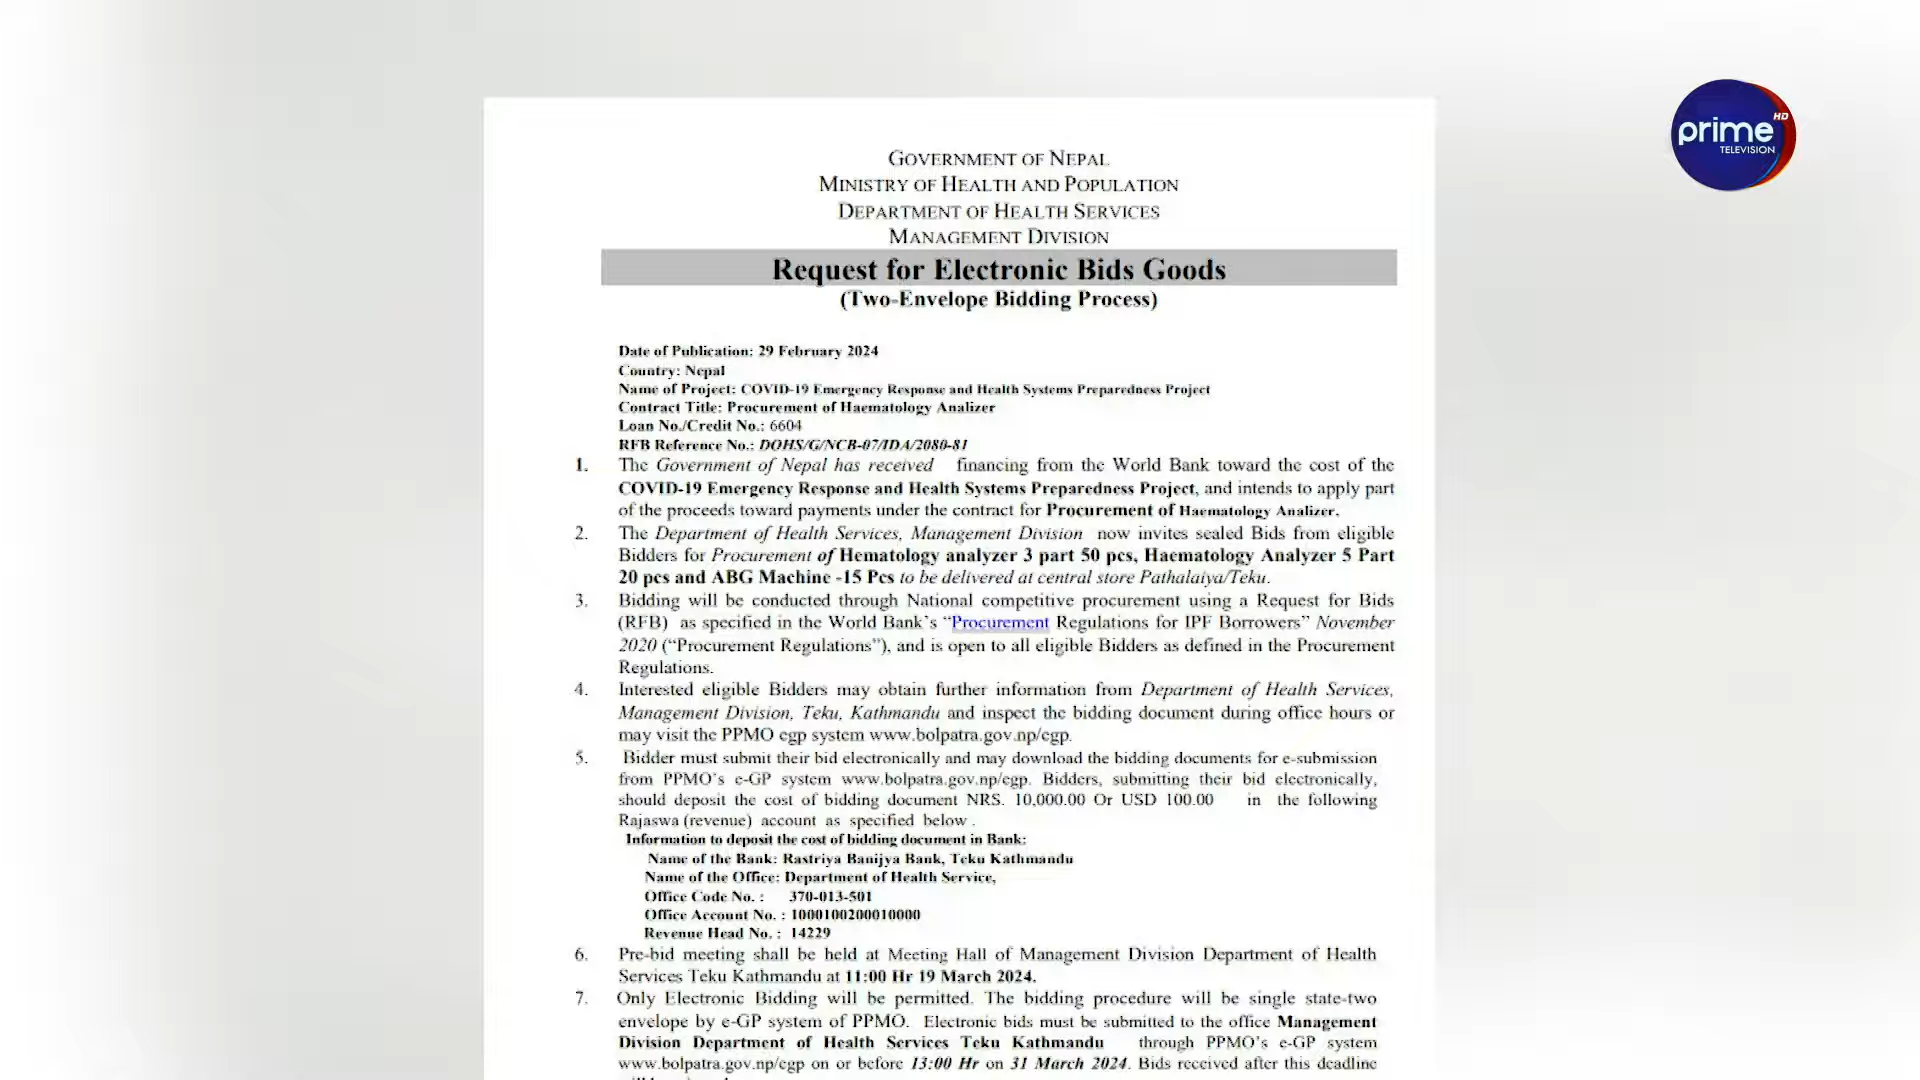 GOVERNMENT OF NEPAL
MINISTRY OF HEALTH AND POPULATION
DEPARTMENT OF HEALTH SERVICES
MANAGEMENT DIVISION
Request for Electronic Bids Goods
(Two-Envelope Bidding Process)
prime HD
TELEVISION
Date of Publication: 29 February 2024
Country: Nepal
Name of Project: COVID-19 Emergency Response and Health Systems Preparedness Project
Contract Title: Procurement of Haematology Analizer
Loan No./Credit No.: 6604
RFB Reference No.: DOHS/G/NCB-07/IDA/2080-81
1. The Government of Nepal has received financing from the World Bank toward the cost of the
COVID-19 Emergency Response and Health Systems Preparedness Project, and intends to apply part
of the proceeds toward payments under the contract for Procurement of Haematology Analizer.
2. The Department of Health Services, Management Division now invites sealed Bids from eligible
Bidders for Procurement of Hematology analyzer 3 part 50 pcs, Haematology Analyzer 5 Part
20 pcs and ABG Machine -15 Pcs to be delivered at central store Pathalaiya/Teku.
3. Bidding will be conducted through National competitive procurement using a Request for Bids
(RFB) as specified in the World Bank's “Procurement Regulations for IPF Borrowers” November
2020 (“Procurement Regulations”), and is open to all eligible Bidders as defined in the Procurement
Regulations.
4. Interested eligible Bidders may obtain further information from Department of Health Services,
Management Division, Teku, Kathmandu and inspect the bidding document during office hours or
may visit the PPMO egp system www.bolpatra.gov.np/egp.
5. Bidder must submit their bid electronically and may download the bidding documents for e-submission
from PPMO's e-GP system www.bolpatra.gov.np/egp. Bidders, submitting their bid electronically,
should deposit the cost of bidding document NRS. 10,000.00 Or USD 100.00 in the following
Rajaswa (revenue) account as specified below .
Information to deposit the cost of bidding document in Bank:
Name of the Bank: Rastriya Banijya Bank, Teku Kathmandu
Name of the Office: Department of Health Service,
Office Code No. : 370-013-501
Office Account No. : 1000100200010000
Revenue Head No. : 14229
6. Pre-bid meeting shall be held at Meeting Hall of Management Division Department of Health
Services Teku Kathmandu at 11:00 Hr 19 March 2024.
7. Only Electronic Bidding will be permitted. The bidding procedure will be single state-two
envelope by e-GP system of PPMO. Electronic bids must be submitted to the office Management
Division Department of Health Services Teku Kathmandu through PPMO's e-GP system
www.bolpatra.gov.np/egp on or before 13:00 Hr on 31 March 2024. Bids received after this deadline